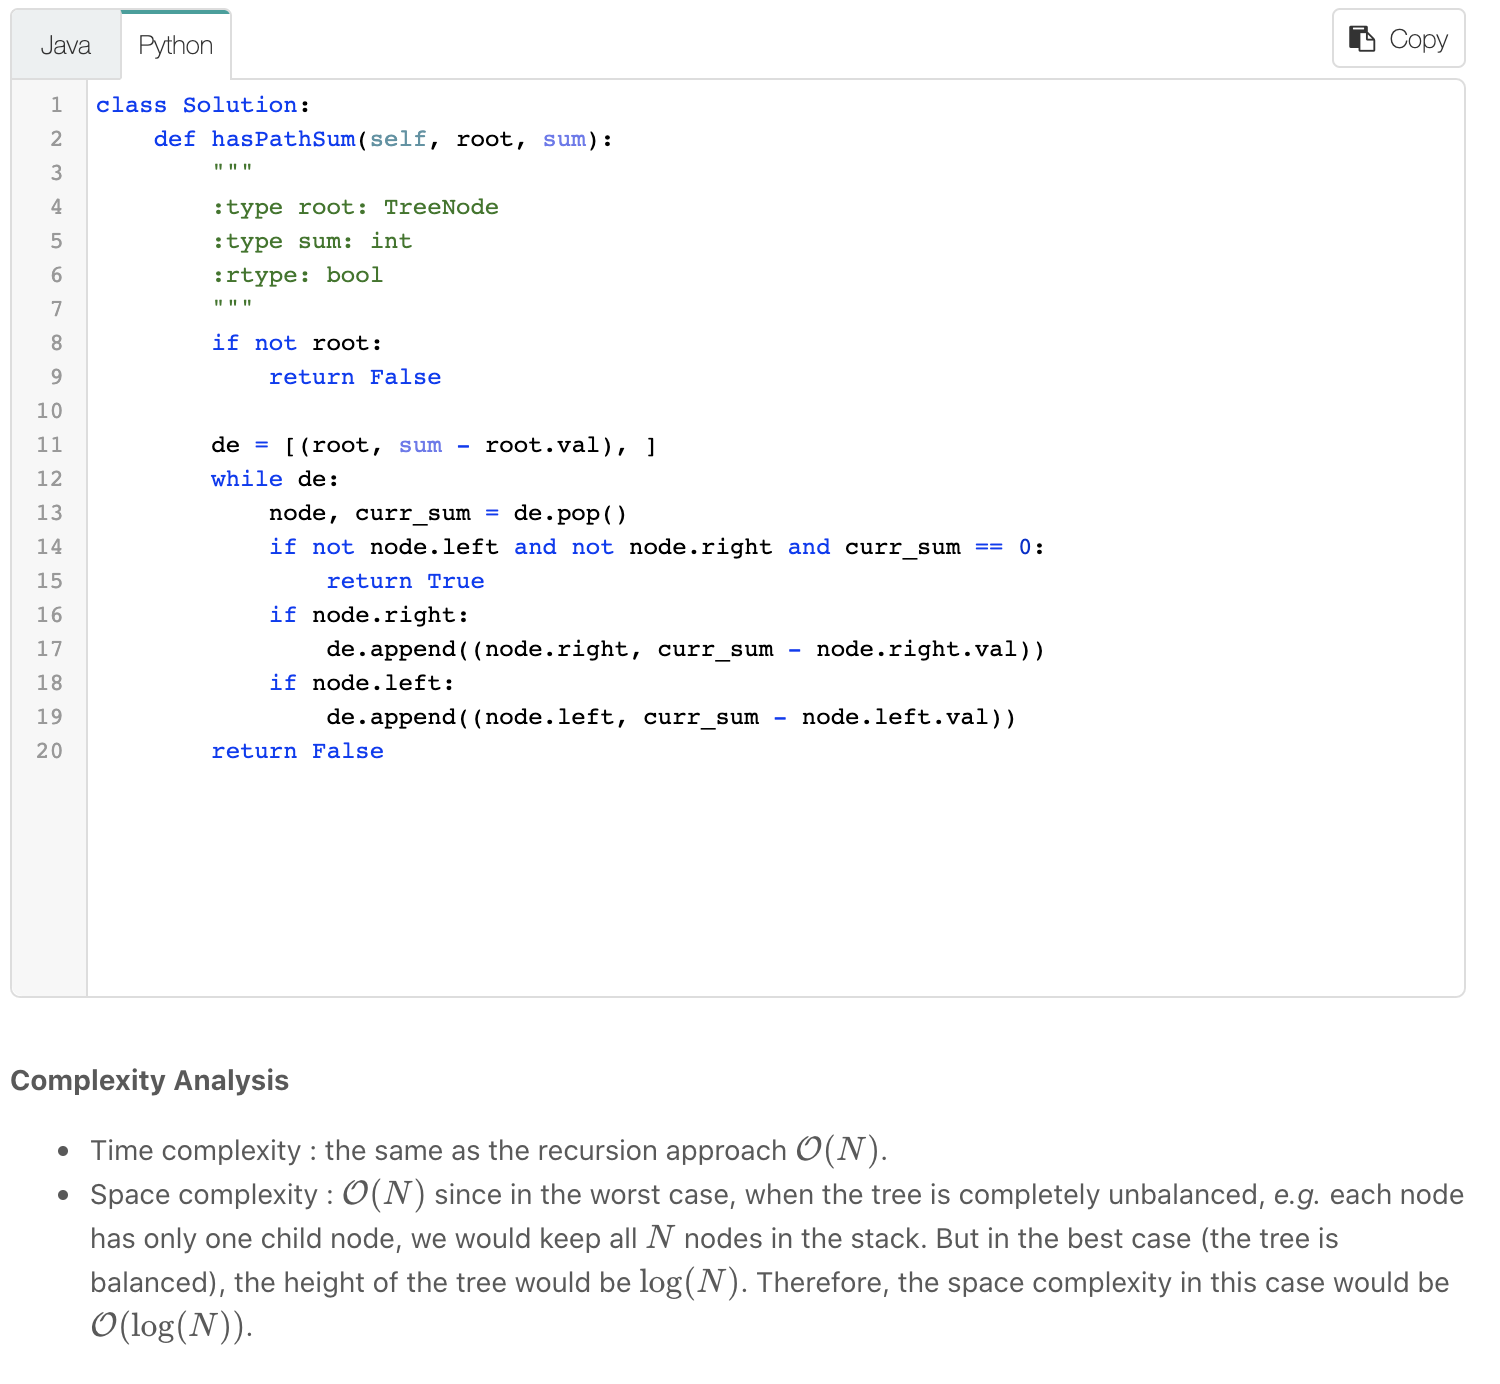 Java Python Copy
1 class Solution:
2     def hasPathSum(self, root, sum):
3         """
4         :type root: TreeNode
5         :type sum: int
6         :rtype: bool
7         """
8         if not root:
9             return False
10
11         de = [(root, sum - root.val), ]
12         while de:
13             node, curr_sum = de.pop()
14             if not node.left and not node.right and curr_sum == 0:
15                 return True
16             if node.right:
17                 de.append((node.right, curr_sum - node.right.val))
18             if node.left:
19                 de.append((node.left, curr_sum - node.left.val))
20         return False
Complexity Analysis
• Time complexity : the same as the recursion approach O(N).
• Space complexity : O(N) since in the worst case, when the tree is completely unbalanced, e.g. each node
has only one child node, we would keep all N nodes in the stack. But in the best case (the tree is
balanced), the height of the tree would be log(N). Therefore, the space complexity in this case would be
O(log(N)).